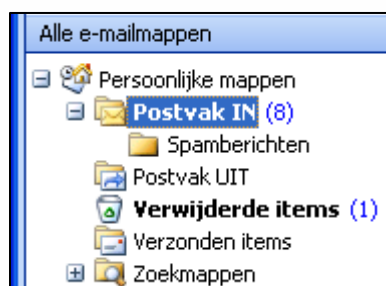 Alle e-mailmappen
Persoonlijke mappen
Postvak IN (8)
Spamberichten
Postvak UIT
Verwijderde items (1)
Verzonden items
Zoekmappen